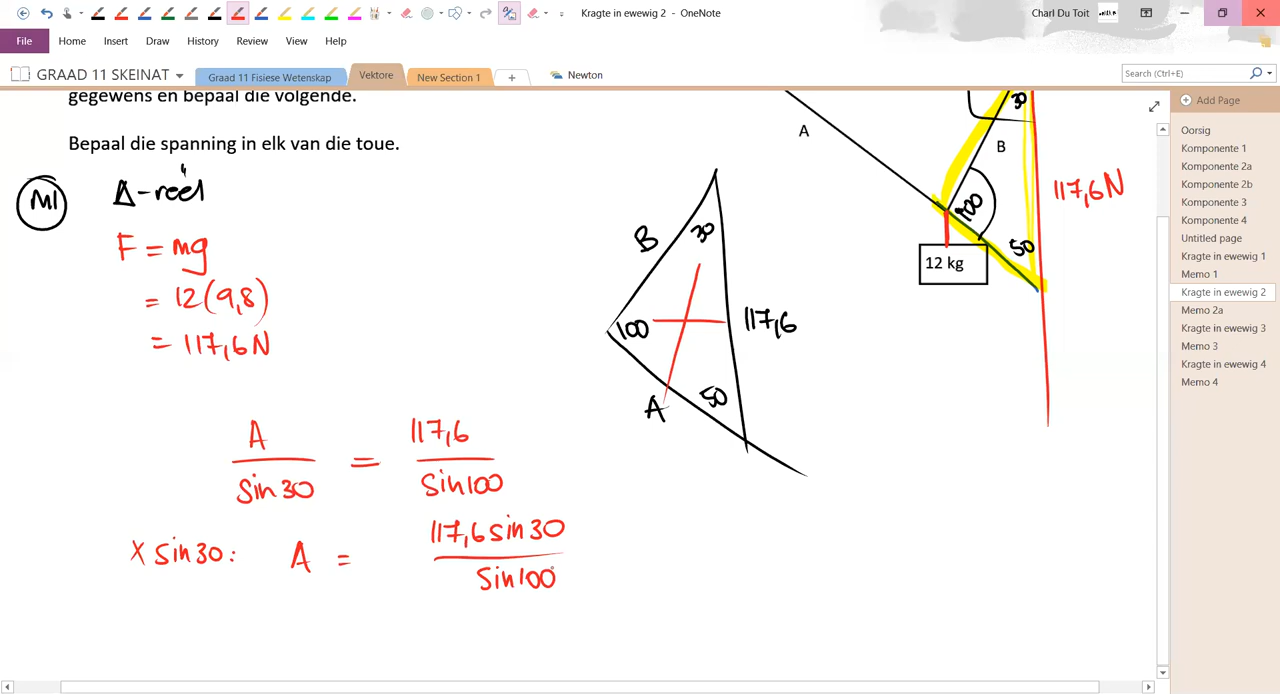 Kragte in ewewig 2 - OneNote
Charl Du Toit
File Home Insert Draw History Review View Help
GRAAD 11 SKEINAT
Graad 11 Fisiese Wetenskap
Vektore
New Section 1
Newton
Search (Ctrl+E)
gegewens en bepaal die volgende.
Bepaal die spanning in elk van die toue.
M1
Δ-reël
F = mg
= 12(9,8)
= 117,6N
A / sin30 = 117,6 / sin100
x sin30: A = 117,6 sin30 / sin100
B
30
100
117,6
50
A
A
30
B
117,6N
100
50
12 kg
Add Page
Oorsig
Komponente 1
Komponente 2a
Komponente 2b
Komponente 3
Komponente 4
Untitled page
Kragte in ewewig 1
Memo 1
Kragte in ewewig 2
Memo 2a
Kragte in ewewig 3
Memo 3
Kragte in ewewig 4
Memo 4